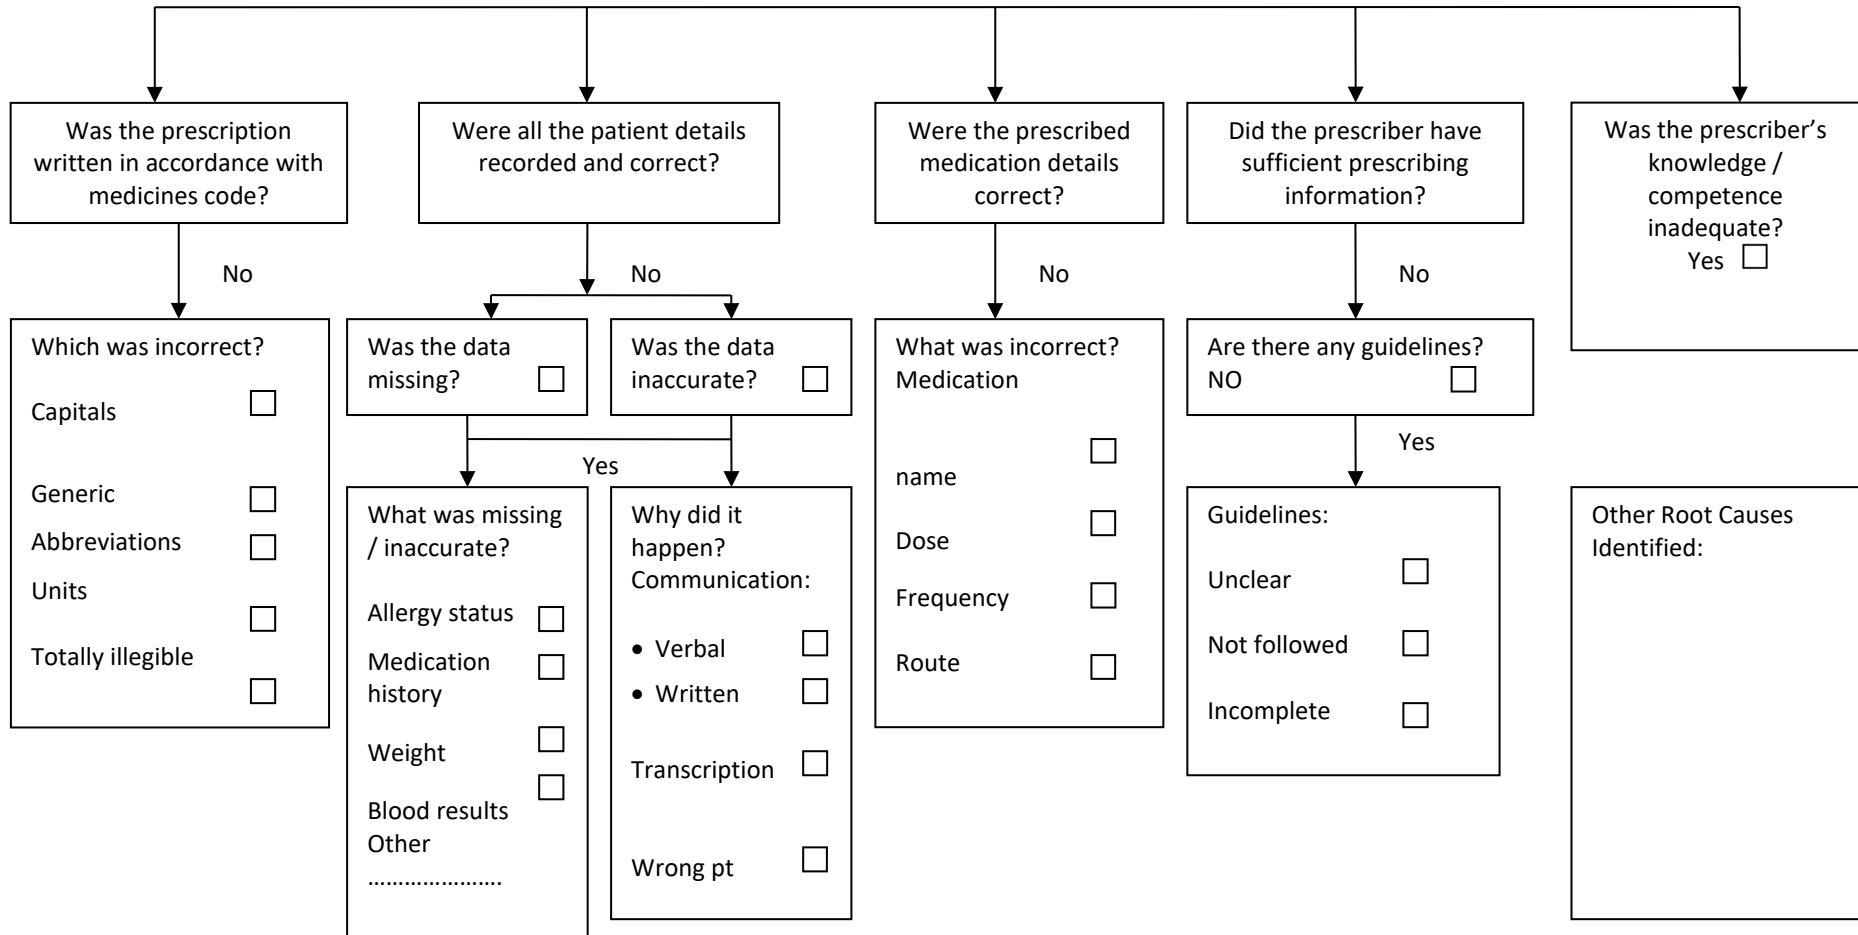 Was the prescription
written in accordance with
medicines code?
Were all the patient details
recorded and correct?
Were the prescribed
medication details
correct?
Did the prescriber have
sufficient prescribing
information?
Was the prescriber’s
knowledge /
competence
inadequate?
Yes
No
No
No
No
Which was incorrect?
Capitals
Generic
Abbreviations
Units
Totally illegible
Was the data
missing?
Was the data
inaccurate?
Yes
What was missing
/ inaccurate?
Allergy status
Medication
history
Weight
Blood results
Other
………………….
Why did it
happen?
Communication:
• Verbal
• Written
Transcription
Wrong pt
What was incorrect?
Medication
name
Dose
Frequency
Route
Are there any guidelines?
NO
Yes
Guidelines:
Unclear
Not followed
Incomplete
Other Root Causes
Identified: